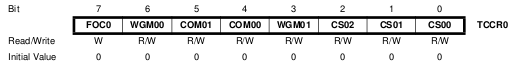 Bit 7 6 5 4 3 2 1 0
FOC0 WGM00 COM01 COM00 WGM01 CS02 CS01 CS00 TCCR0
Read/Write W R/W R/W R/W R/W R/W R/W R/W
Initial Value 0 0 0 0 0 0 0 0